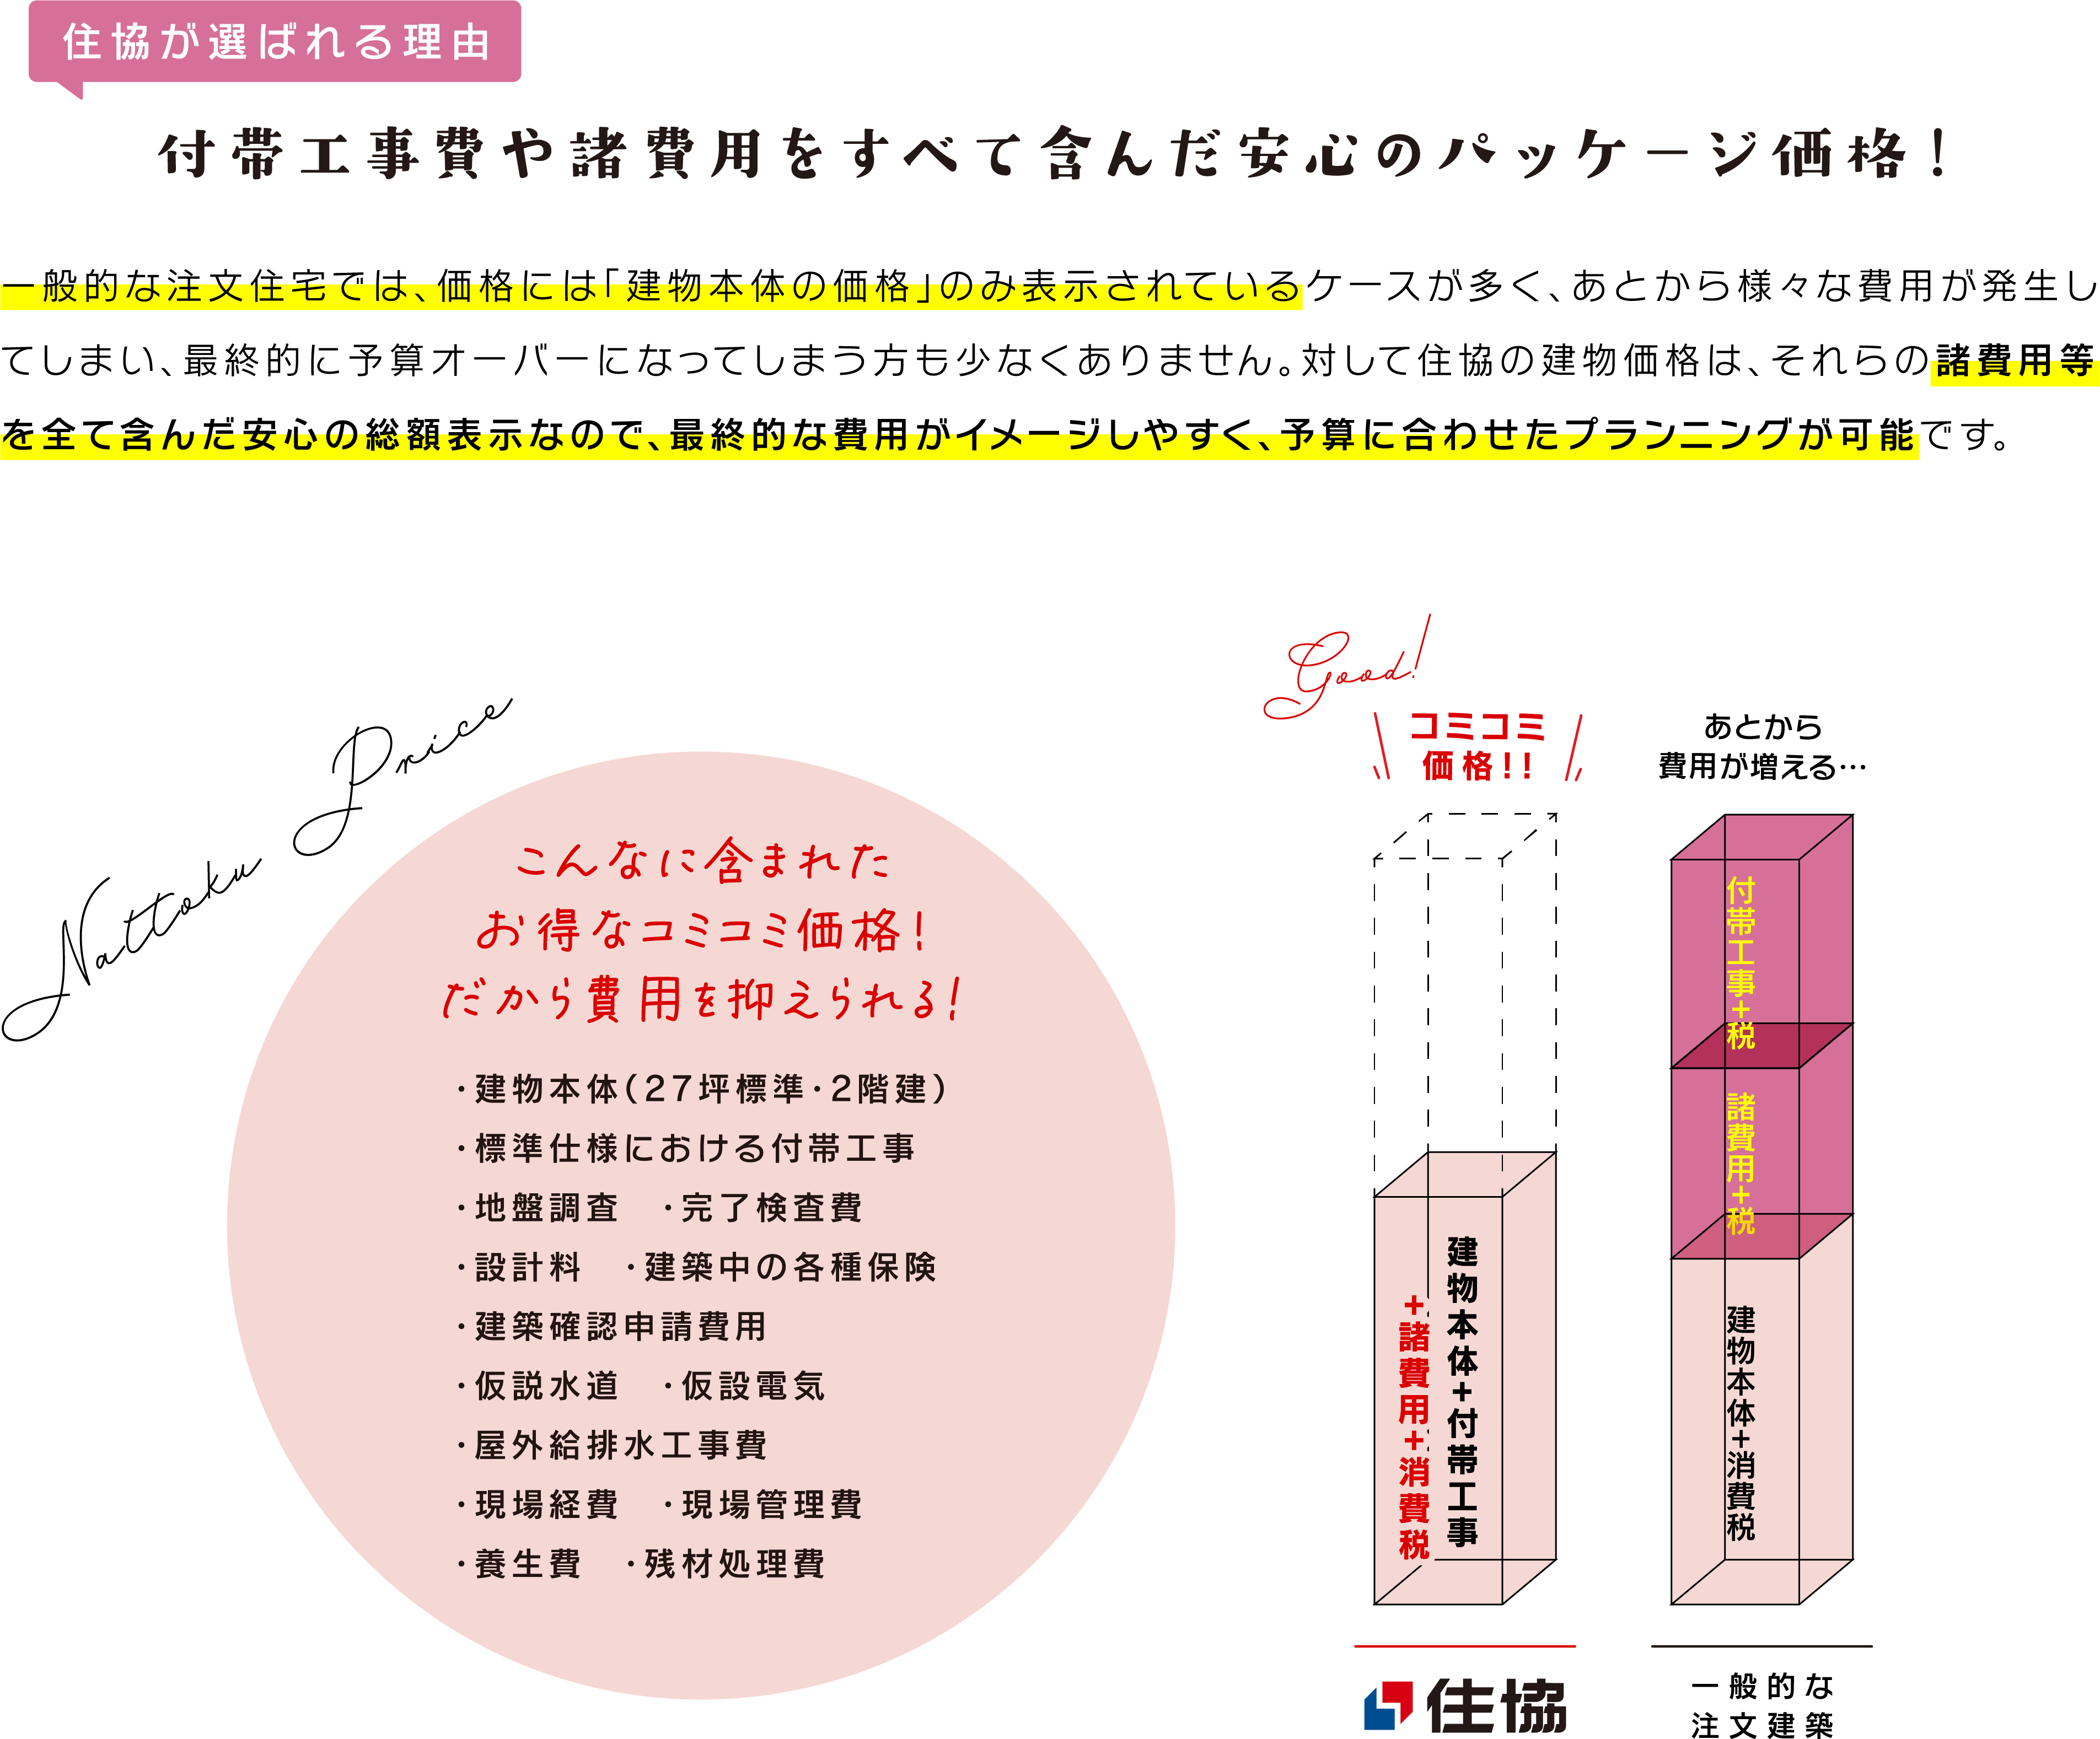 住協が選ばれる理由
付帯工事費や諸費用をすべて含んだ安心のパッケージ価格！
一般的な注文住宅では、価格には「建物本体の価格」のみ表示されているケースが多く、あとから様々な費用が発生し
てしまい、最終的に予算オーバーになってしまう方も少なくありません。対して住協の建物価格は、それらの諸費用等
を全て含んだ安心の総額表示なので、最終的な費用がイメージしやすく、予算に合わせたプランニングが可能です。
Nattoku Price
こんなに含まれた
お得なコミコミ価格！
だから費用を抑えられる！
・建物本体（27坪標準・2階建）
・標準仕様における付帯工事
・地盤調査　・完了検査費
・設計料　・建築中の各種保険
・建築確認申請費用
・仮説水道　・仮設電気
・屋外給排水工事費
・現場経費　・現場管理費
・養生費　・残材処理費
Good!
コミコミ
価格！！
建物本体+付帯工事
+諸費用+消費税
住協
あとから
費用が増える…
付帯工事+税
諸費用+税
建物本体+消費税
一般的な
注文建築